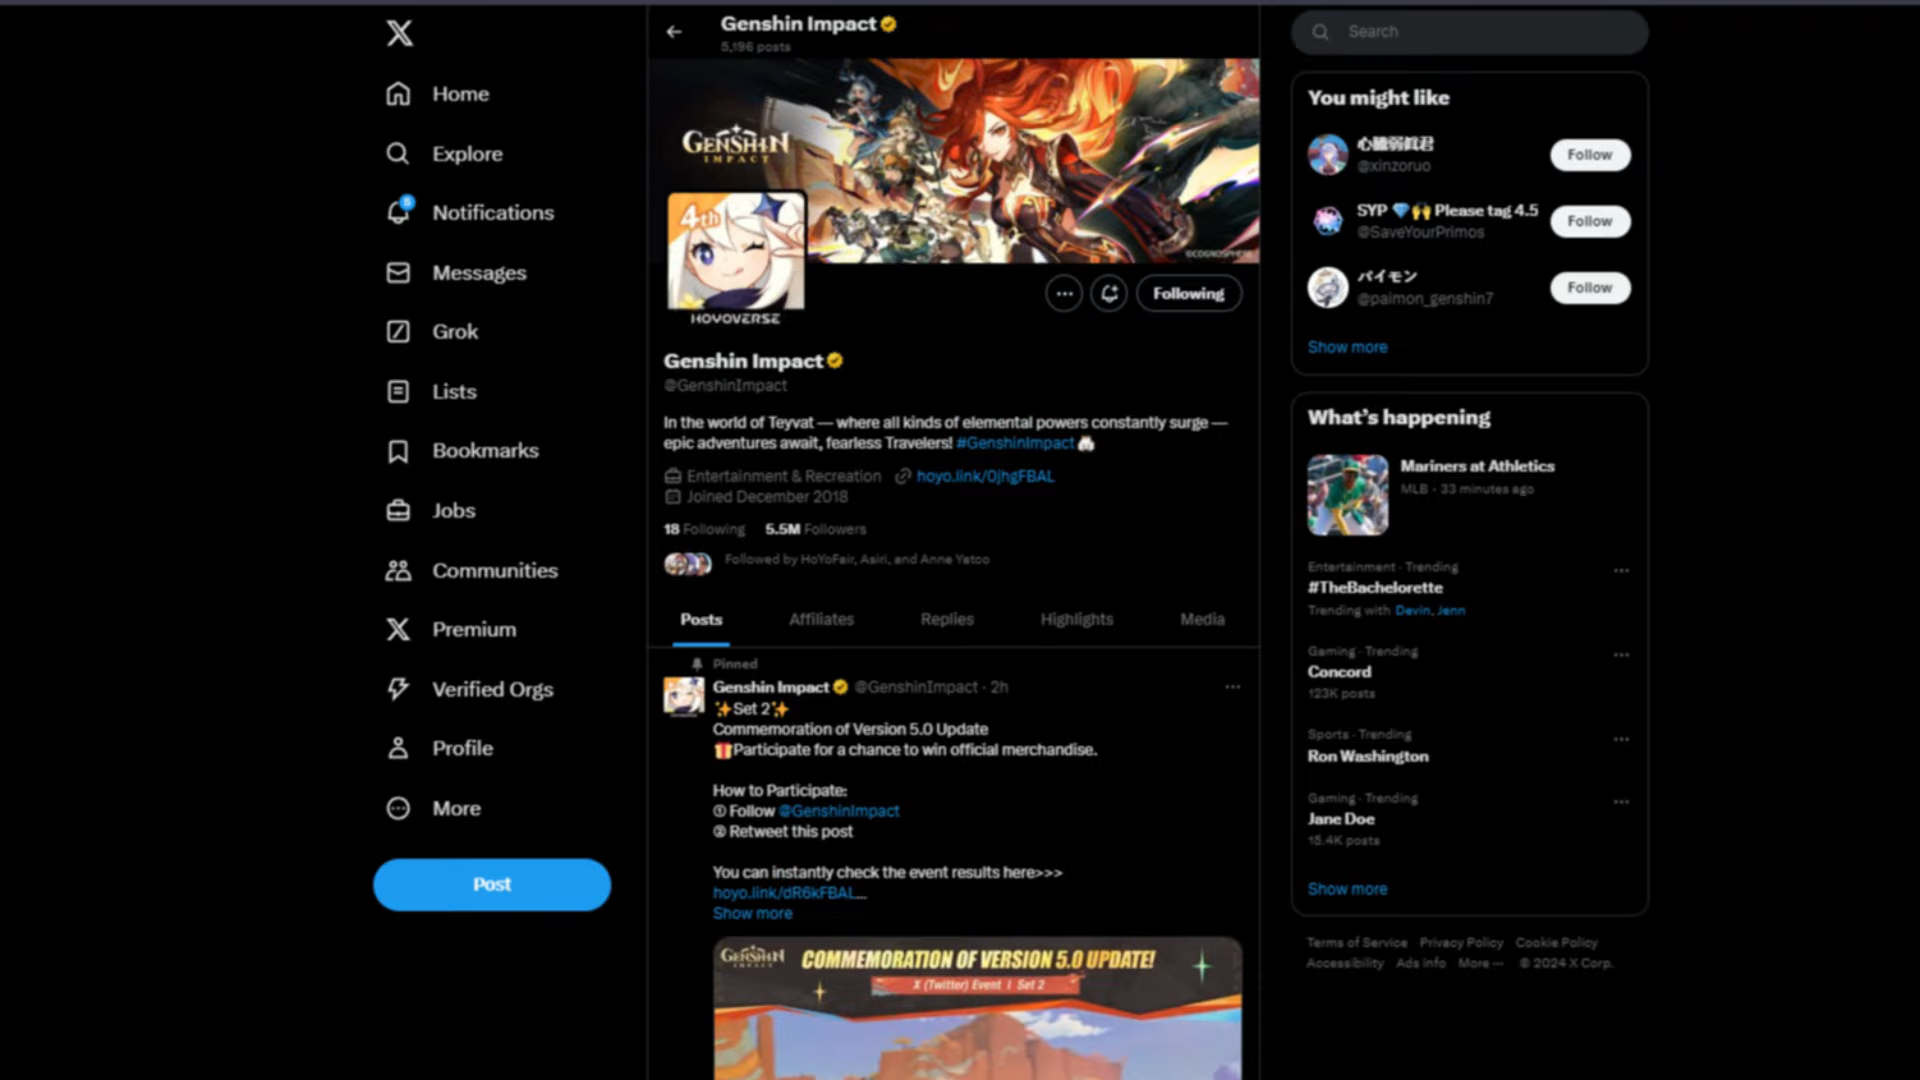 Home
Explore
Notifications
Messages
Grok
Lists
Bookmarks
Jobs
Communities
Premium
Verified Orgs
Profile
More
Post
Genshin Impact
5,196 posts
GENSHIN
IMPACT
©COGNOSPHERE
4th
HOYOVERSE
Following
Genshin Impact
@GenshinImpact
In the world of Teyvat — where all kinds of elemental powers constantly surge —
epic adventures await, fearless Travelers! #GenshinImpact
Entertainment & Recreation hoyo.link/0jhgFBAL
Joined December 2018
18 Following 5.5M Followers
Followed by HoYoFair, Asiri, and Anne Yatco
Posts Affiliates Replies Highlights Media
Pinned
Genshin Impact @GenshinImpact · 2h
✨Set 2✨
Commemoration of Version 5.0 Update
🎁Participate for a chance to win official merchandise.
How to Participate:
① Follow @GenshinImpact
② Retweet this post
You can instantly check the event results here>>>
hoyo.link/dR6kFBAL...
Show more
GENSHIN
IMPACT
COMMEMORATION OF VERSION 5.0 UPDATE!
X (Twitter) Event | Set 2
Search
You might like
@xinzoruo
Follow
SYP 💎🙌 Please tag 4.5
@SaveYourPrimos
Follow
パイモン
@paimon_genshin7
Follow
Show more
What's happening
Mariners at Athletics
MLB · 33 minutes ago
Entertainment · Trending
#TheBachelorette
Trending with Devin, Jenn
Gaming · Trending
Concord
123K posts
Sports · Trending
Ron Washington
Gaming · Trending
Jane Doe
15.4K posts
Show more
Terms of Service Privacy Policy Cookie Policy
Accessibility Ads info More ··· © 2024 X Corp.